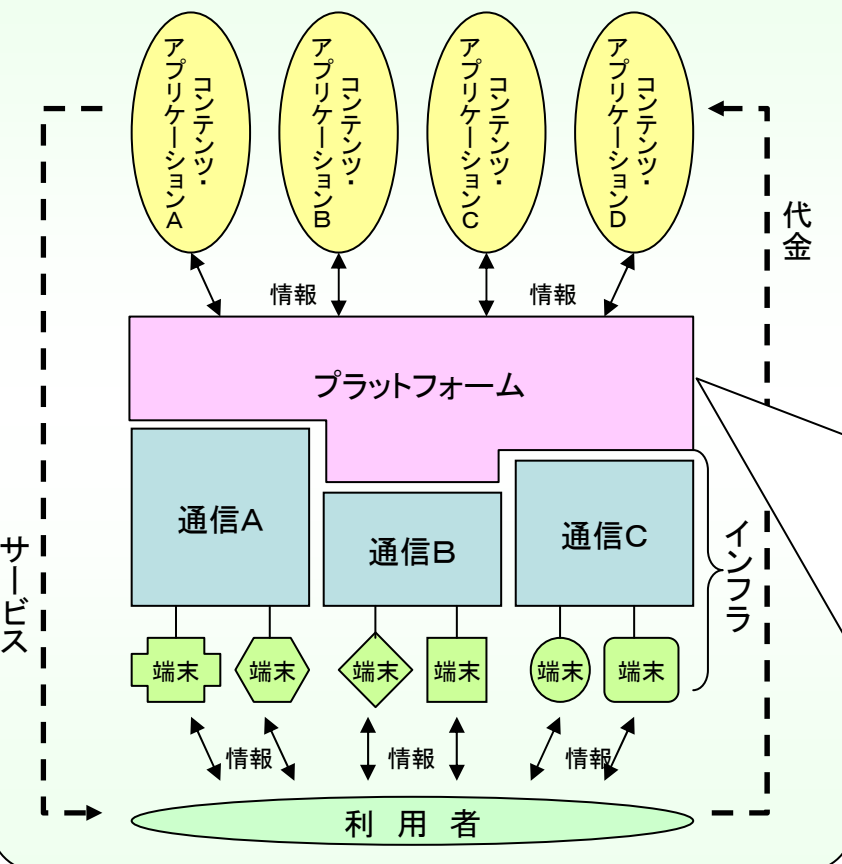 コンテンツ・
アプリケーションA
コンテンツ・
アプリケーションB
コンテンツ・
アプリケーションC
コンテンツ・
アプリケーションD
代金
情報
情報
プラットフォーム
通信A
通信B
通信C
インフラ
サービス
端末
端末
端末
端末
端末
端末
情報
情報
情報
利用者